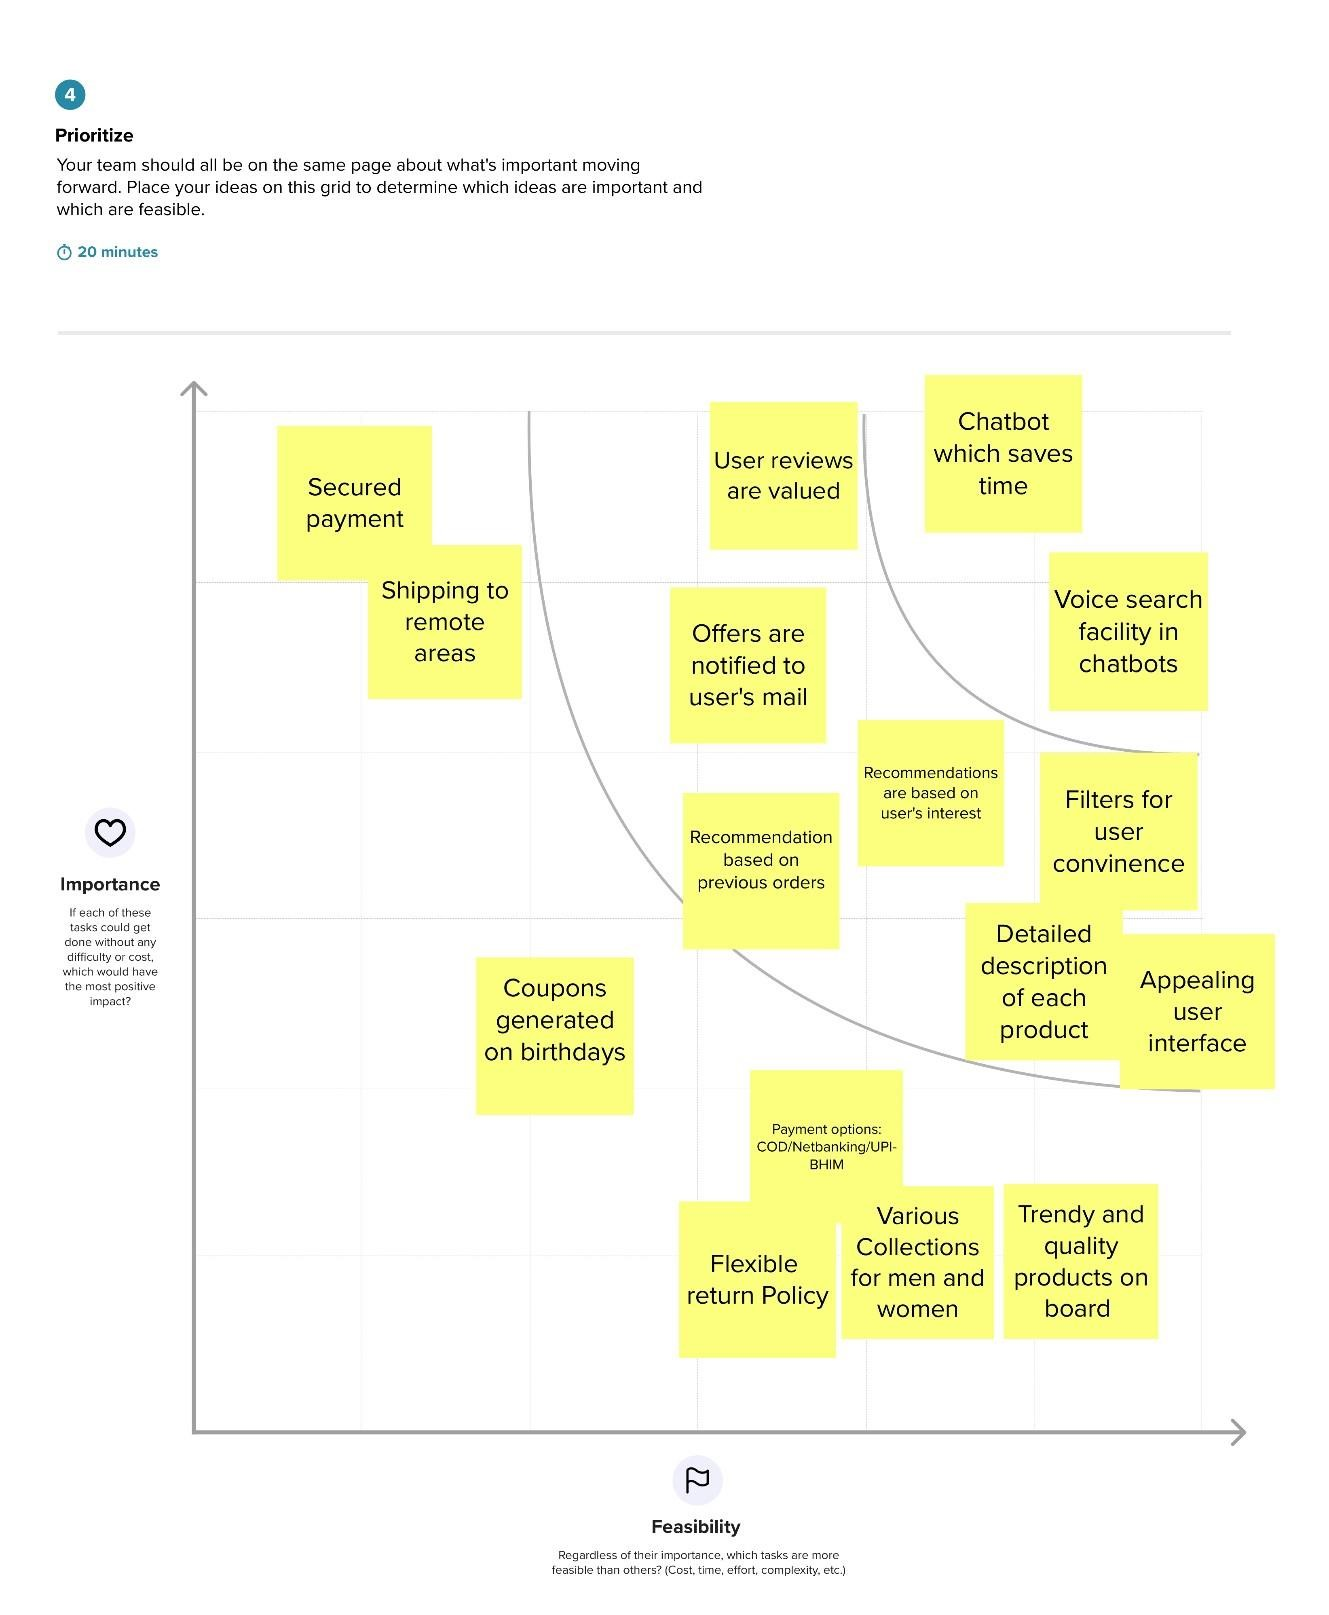 4
Prioritize
Your team should all be on the same page about what's important moving
forward. Place your ideas on this grid to determine which ideas are important and
which are feasible.
20 minutes
Secured
payment
Shipping to
remote
areas
User reviews
are valued
Chatbot
which saves
time
Voice search
facility in
chatbots
Offers are
notified to
user's mail
Recommendations
are based on
user's interest
Recommendation
based on
previous orders
Filters for
user
convinence
Detailed
description
of each
product
Appealing
user
interface
Coupons
generated
on birthdays
Payment options:
COD/Netbanking/UPI-
BHIM
Flexible
return Policy
Various
Collections
for men and
women
Trendy and
quality
products on
board
Importance
If each of these
tasks could get
done without any
difficulty or cost,
which would have
the most positive
impact?
Feasibility
Regardless of their importance, which tasks are more
feasible than others? (Cost, time, effort, complexity, etc.)